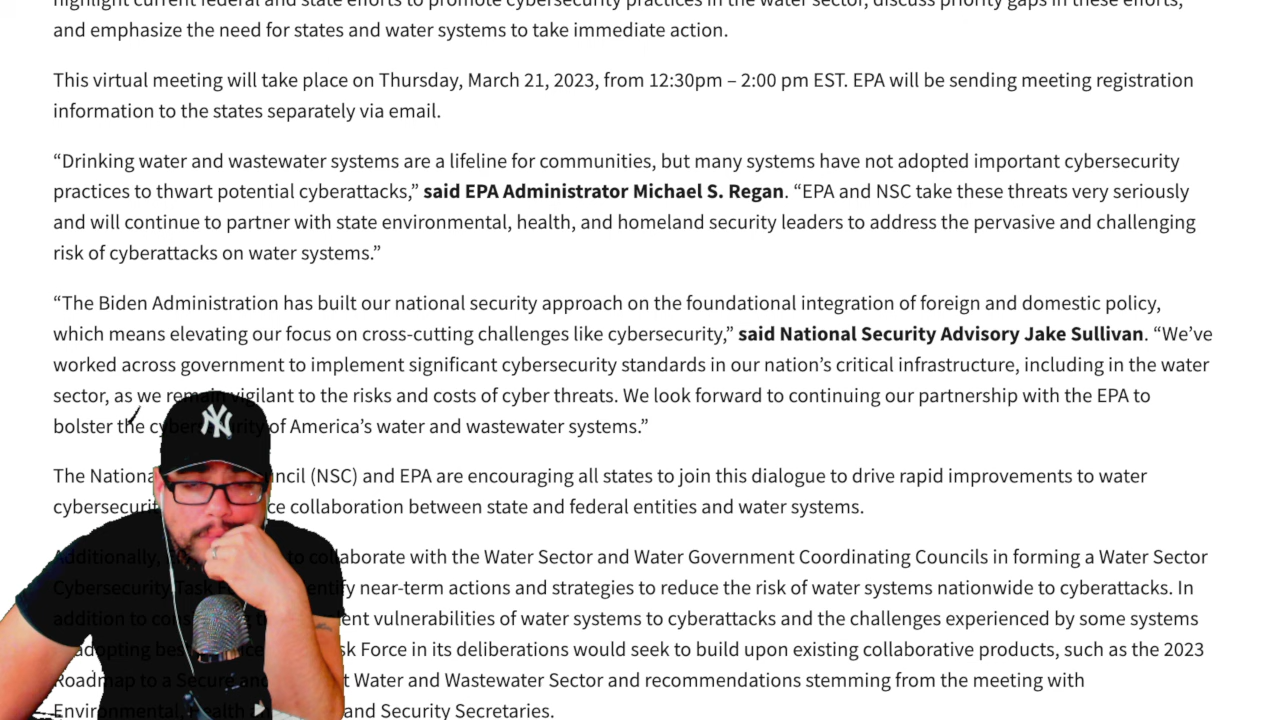 highlight current federal and state efforts to promote cybersecurity practices in the water sector, discuss priority gaps in these efforts,
and emphasize the need for states and water systems to take immediate action.
This virtual meeting will take place on Thursday, March 21, 2023, from 12:30pm – 2:00 pm EST. EPA will be sending meeting registration
information to the states separately via email.
“Drinking water and wastewater systems are a lifeline for communities, but many systems have not adopted important cybersecurity
practices to thwart potential cyberattacks,” said EPA Administrator Michael S. Regan. “EPA and NSC take these threats very seriously
and will continue to partner with state environmental, health, and homeland security leaders to address the pervasive and challenging
risk of cyberattacks on water systems.”
“The Biden Administration has built our national security approach on the foundational integration of foreign and domestic policy,
which means elevating our focus on cross-cutting challenges like cybersecurity,” said National Security Advisory Jake Sullivan. “We’ve
worked across government to implement significant cybersecurity standards in our nation’s critical infrastructure, including in the water
sector, as we remain vigilant to the risks and costs of cyber threats. We look forward to continuing our partnership with the EPA to
bolster the cybersecurity of America’s water and wastewater systems.”
The (NSC) and EPA are encouraging all states to join this dialogue to drive rapid improvements to water
collaboration between state and federal entities and water systems.
Additionally, to collaborate with the Water Sector and Water Government Coordinating Councils in forming a Water Sector
Cybersecurity Task near-term actions and strategies to reduce the risk of water systems nationwide to cyberattacks. In
addition to vulnerabilities of water systems to cyberattacks and the challenges experienced by some systems
adopting Force in its deliberations would seek to build upon existing collaborative products, such as the 2023
Roadmap to a Secure and Water and Wastewater Sector and recommendations stemming from the meeting with
Environmental, Health and Security Secretaries.
NY